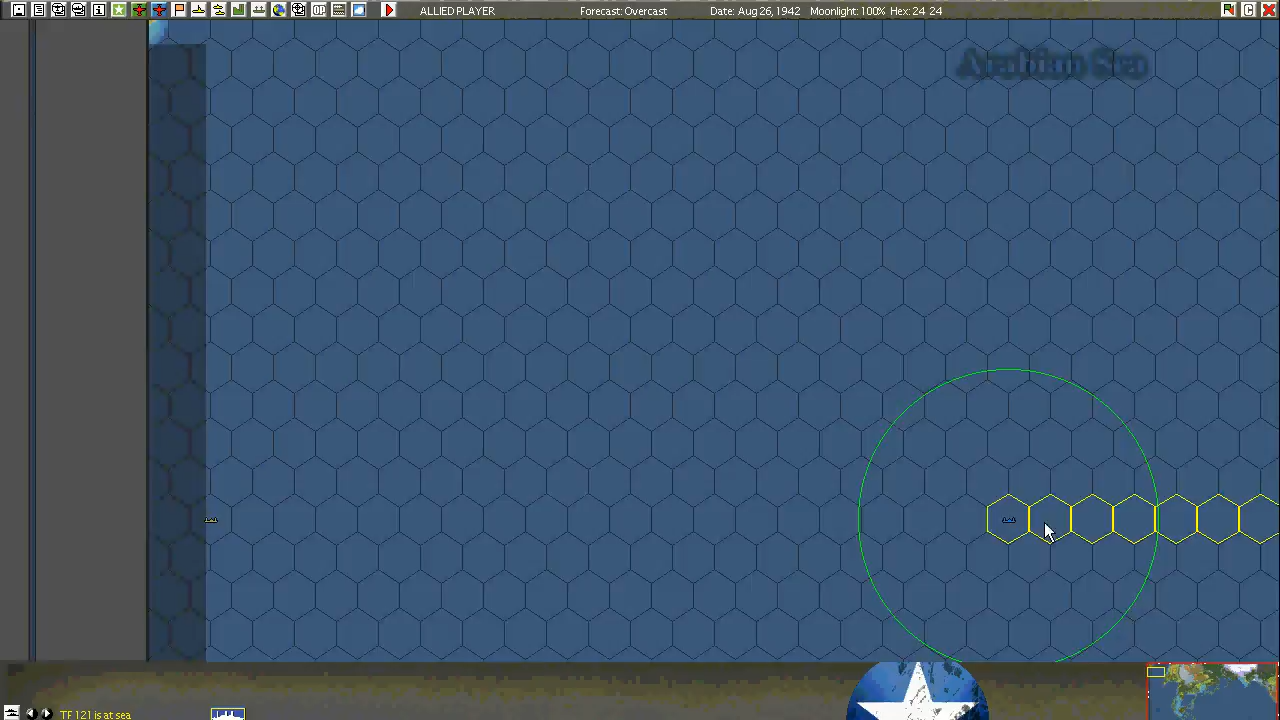 ALLIED PLAYER Forecast: Overcast Date: Aug 26, 1942 Moonlight: 100% Hex: 24 24
Arabian Sea
TF 121 is at sea